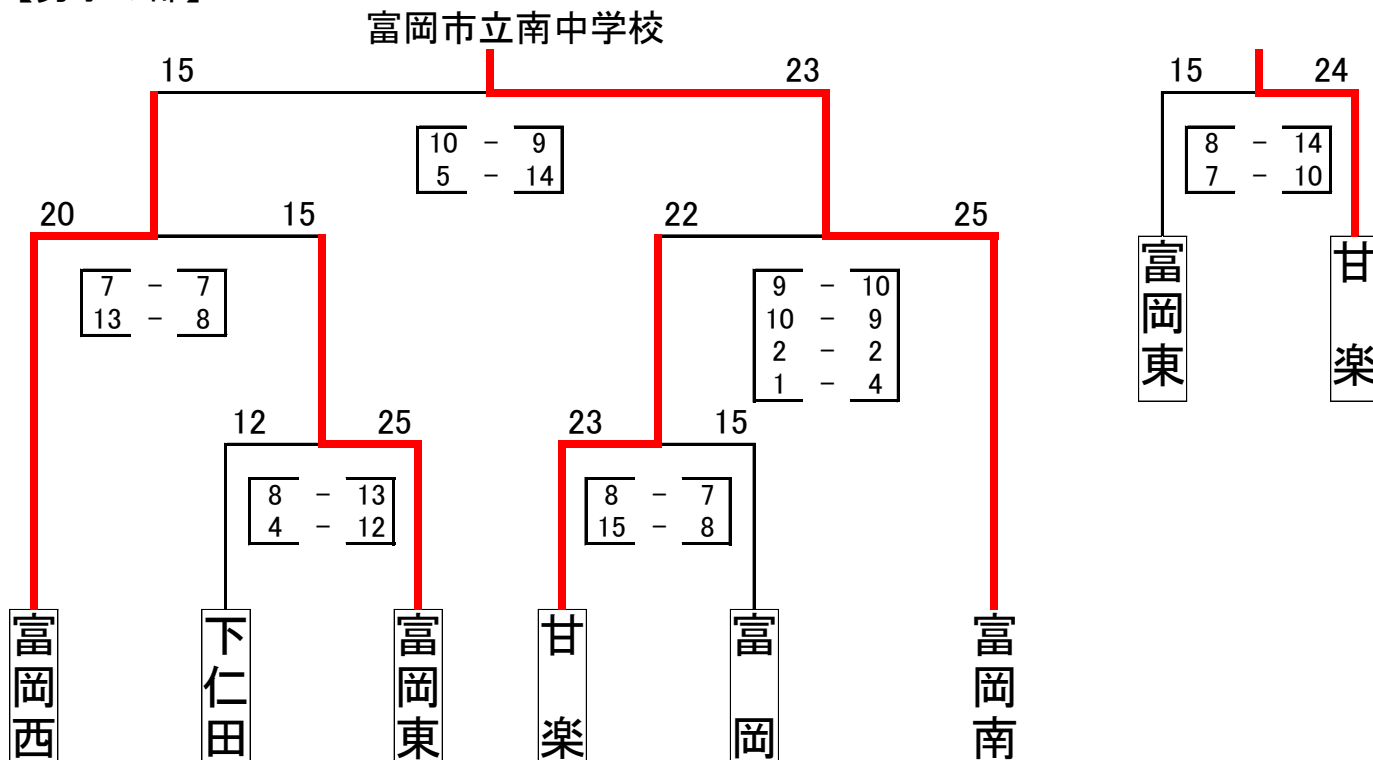 富岡市立南中学校
15 23 15 24
10 - 9
5 - 14
8 - 14
7 - 10
20 15 22 25
富岡東
甘楽
7 - 7
13 - 8
9 - 10
10 - 9
2 - 2
1 - 4
12 25 23 15
8 - 13
4 - 12
8 - 7
15 - 8
富岡西
下仁田
富岡東
甘楽
富岡
富岡南